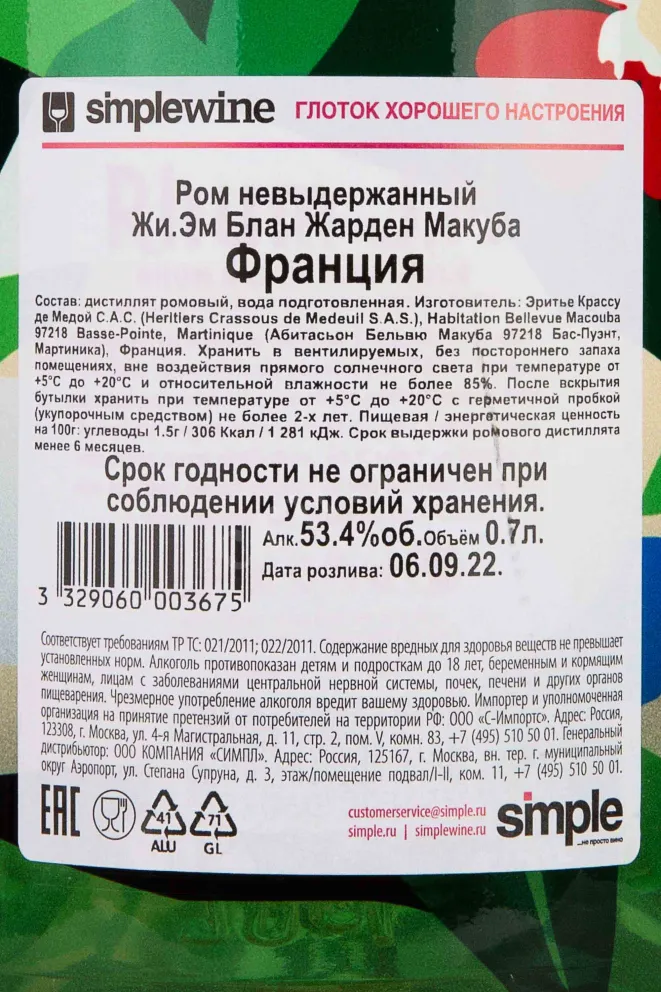 simplewine ГЛОТОК ХОРОШЕГО НАСТРОЕНИЯ
Ром невыдержанный
Жи.Эм Блан Жарден Макуба
Франция
Состав: дистиллят ромовый, вода подготовленная. Изготовитель: Эритье Крассу
де Медой С.А.С. (Heritiers Crassous de Medeuil S.A.S.), Habitation Bellevue Macouba
97218 Basse-Pointe, Martinique (Абитасьон Бельвю Макуба 97218 Бас-Пуэнт,
Мартиника), Франция. Хранить в вентилируемых, без постороннего запаха
помещениях, вне воздействия прямого солнечного света при температуре от
+5°C до +20°C и относительной влажности не более 85%. После вскрытия
бутылки хранить при температуре от +5°C до +20°C с герметичной пробкой
(укупорочным средством) не более 2-х лет. Пищевая / энергетическая ценность
на 100г: углеводы 1.5г / 306 Ккал / 1 281 кДж. Срок выдержки ромового дистиллята
менее 6 месяцев.
Срок годности не ограничен при
соблюдении условий хранения.
Алк.53.4%об.Объём 0.7л.
Дата розлива: 06.09.22.
3 329060 003675
Соответствует требованиям ТР ТС: 021/2011; 022/2011. Содержание вредных для здоровья веществ не превышает
установленных норм. Алкоголь противопоказан детям и подросткам до 18 лет, беременным и кормящим
женщинам, лицам с заболеваниями центральной нервной системы, почек, печени и других органов
пищеварения. Чрезмерное употребление алкоголя вредит вашему здоровью. Импортер и уполномоченная
организация на принятие претензий от потребителей на территории РФ: ООО «С-Импортс». Адрес: Россия,
123308, г. Москва, ул. 4-я Магистральная, д. 11, стр. 2, пом. V, комн. 83, +7 (495) 510 50 01. Генеральный
дистрибьютор: ООО КОМПАНИЯ «СИМПЛ». Адрес: Россия, 125167, г. Москва, вн. тер. г. муниципальный
округ Аэропорт, ул. Степана Супруна, д. 3, этаж/помещение подвал/I-II, ком. 11, +7 (495) 510 50 01.
EAC
41
ALU
71
GL
customerservice@simple.ru
simple.ru | simplewine.ru
simple
...не просто вино